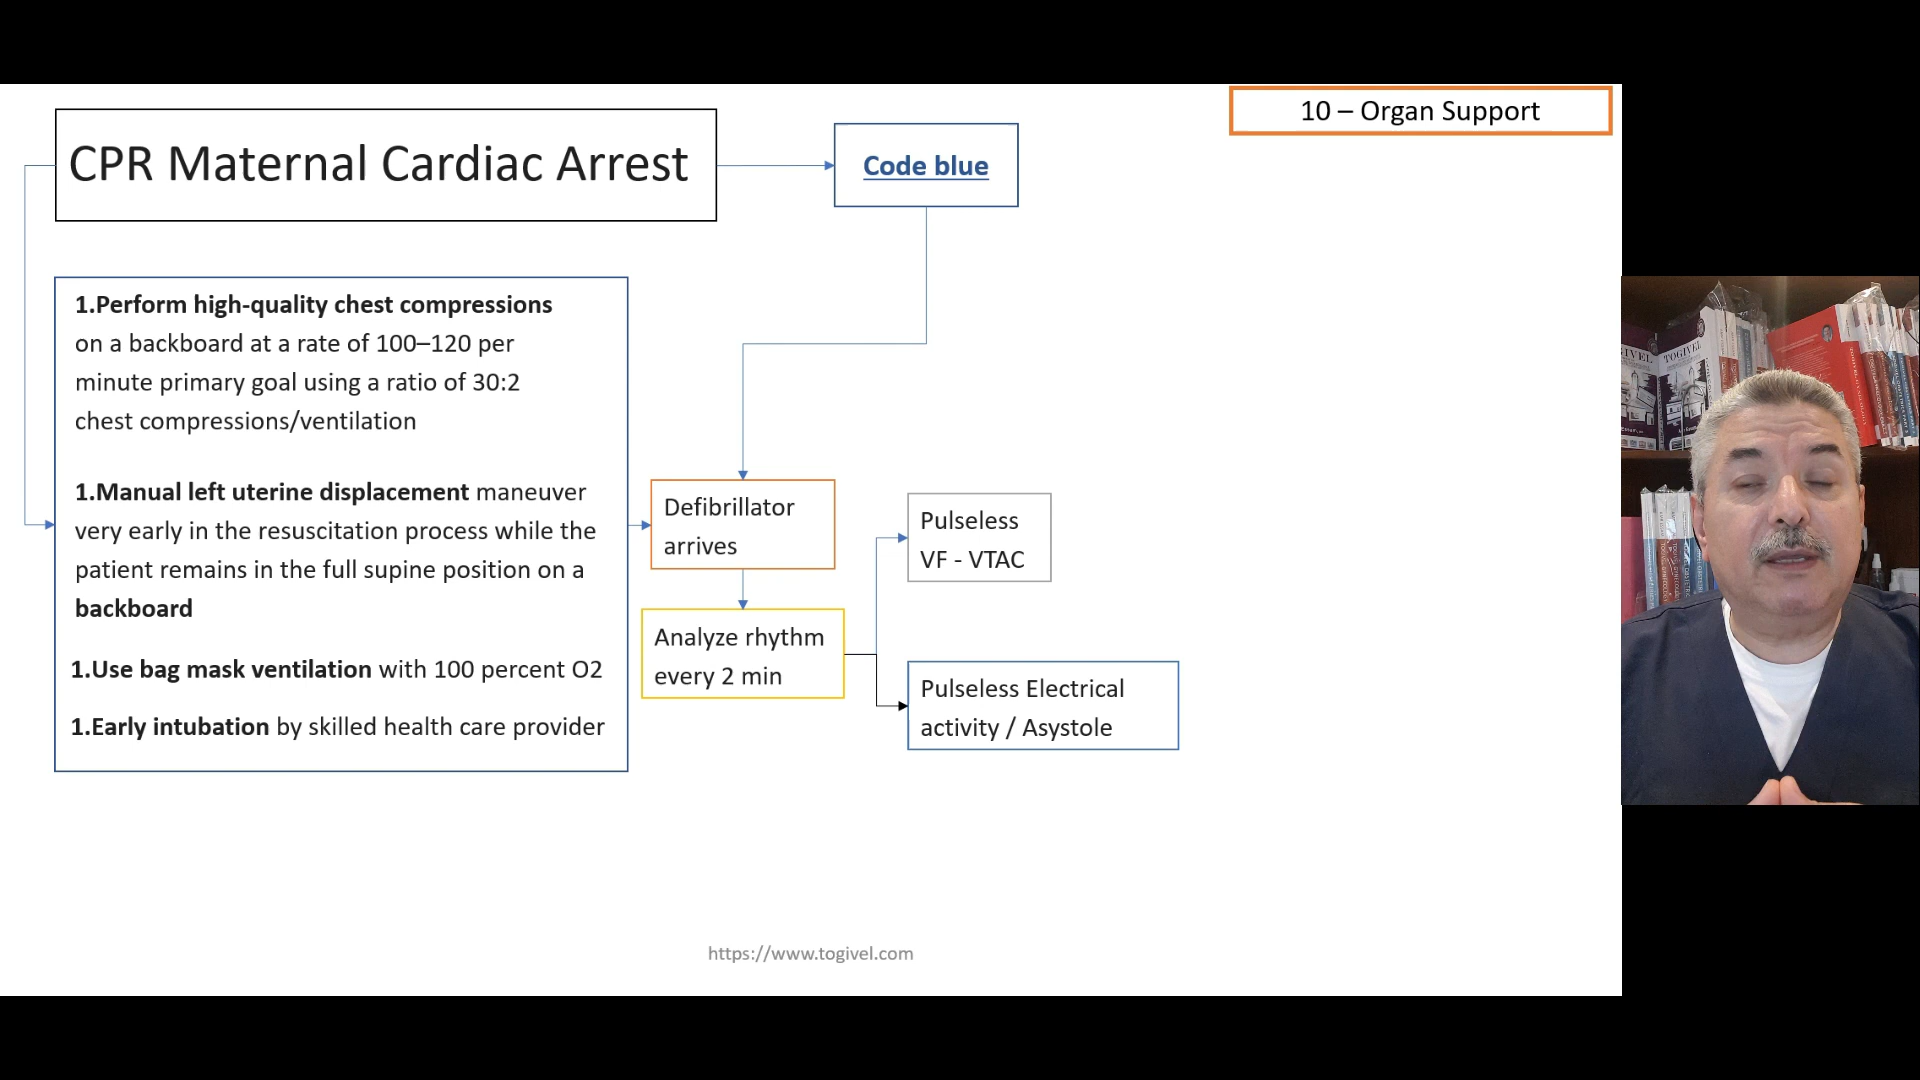 10 – Organ Support
CPR Maternal Cardiac Arrest
Code blue
1.Perform high-quality chest compressions
on a backboard at a rate of 100–120 per
minute primary goal using a ratio of 30:2
chest compressions/ventilation
1.Manual left uterine displacement maneuver
very early in the resuscitation process while the
patient remains in the full supine position on a
backboard
1.Use bag mask ventilation with 100 percent O2
1.Early intubation by skilled health care provider
Defibrillator
arrives
Analyze rhythm
every 2 min
Pulseless
VF - VTAC
Pulseless Electrical
activity / Asystole
https://www.togivel.com
TOGIVEL